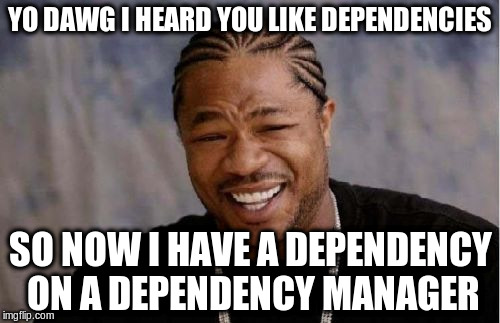 YO DAWG I HEARD YOU LIKE DEPENDENCIES
SO NOW I HAVE A DEPENDENCY
ON A DEPENDENCY MANAGER
imgflip.com